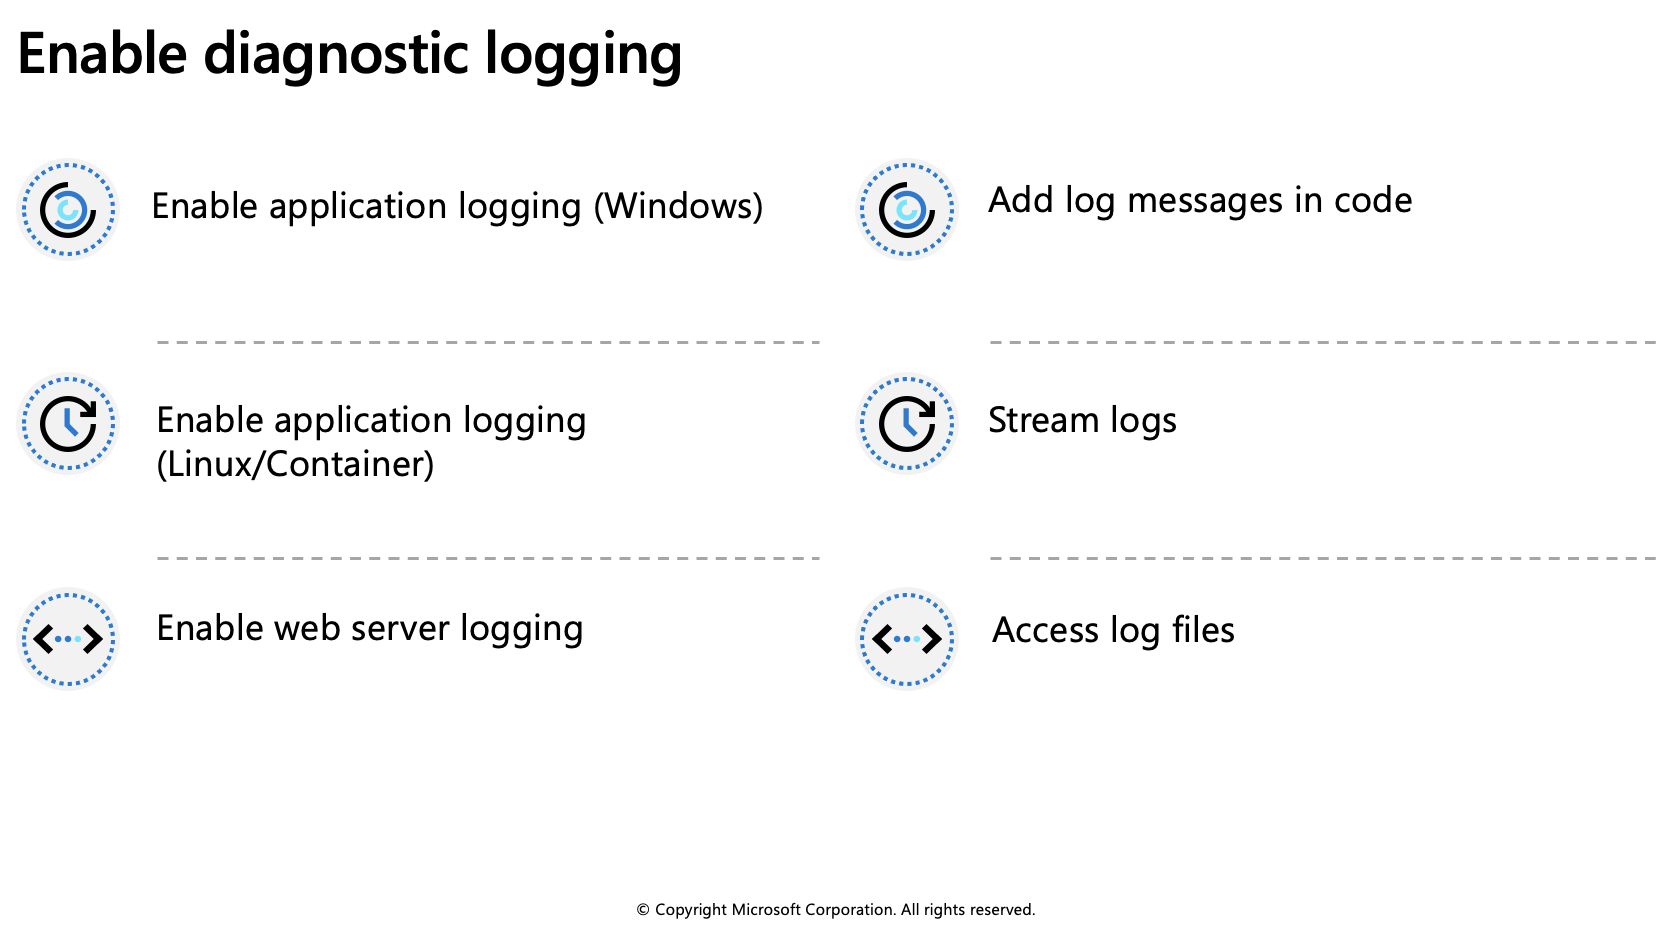 Enable diagnostic logging
Enable application logging (Windows)
Add log messages in code
Enable application logging
(Linux/Container)
Stream logs
Enable web server logging
Access log files
© Copyright Microsoft Corporation. All rights reserved.